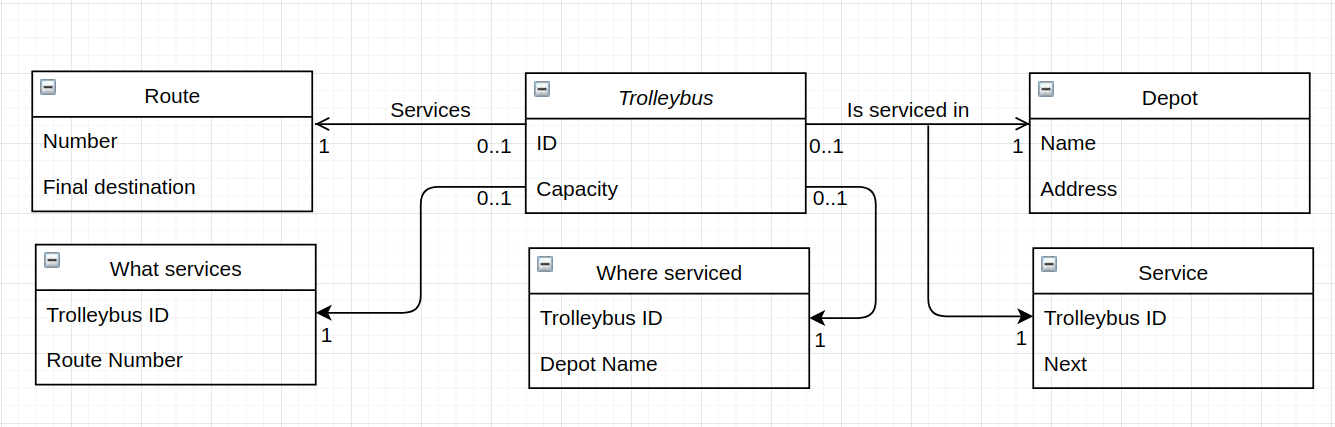 Route
Number
Final destination
Services
1
0..1
0..1
Trolleybus
ID
Capacity
Is serviced in
0..1
1
0..1
Depot
Name
Address
What services
Trolleybus ID
Route Number
1
Where serviced
Trolleybus ID
Depot Name
1
Service
Trolleybus ID
Next
1